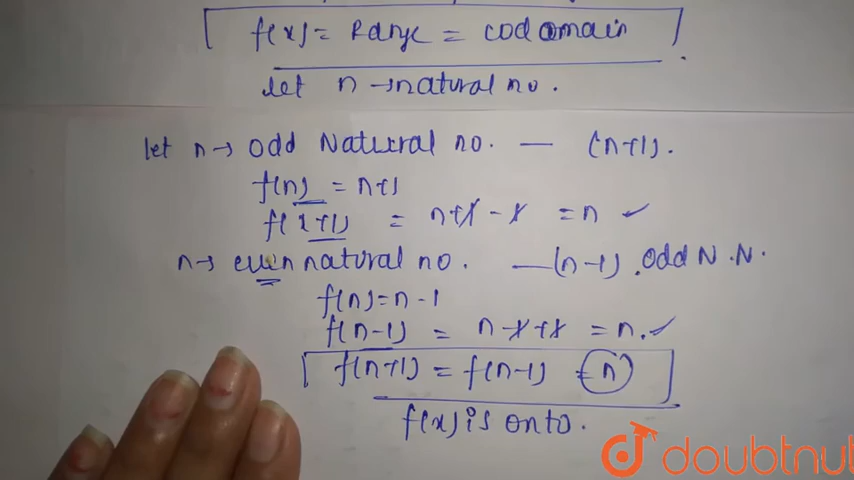 f(x) = Range = codomain
let n → natural no.
let n → odd Natural no. — (n+1).
f(n) = n+1
f(x+1) = n+1 - 1 = n ✓
n → even natural no. — (n-1). odd N.N.
f(n) = n-1
f(n-1) = n-1+1 = n. ✓
f(n+1) = f(n-1) = n
f(x) is onto.
doubtnut